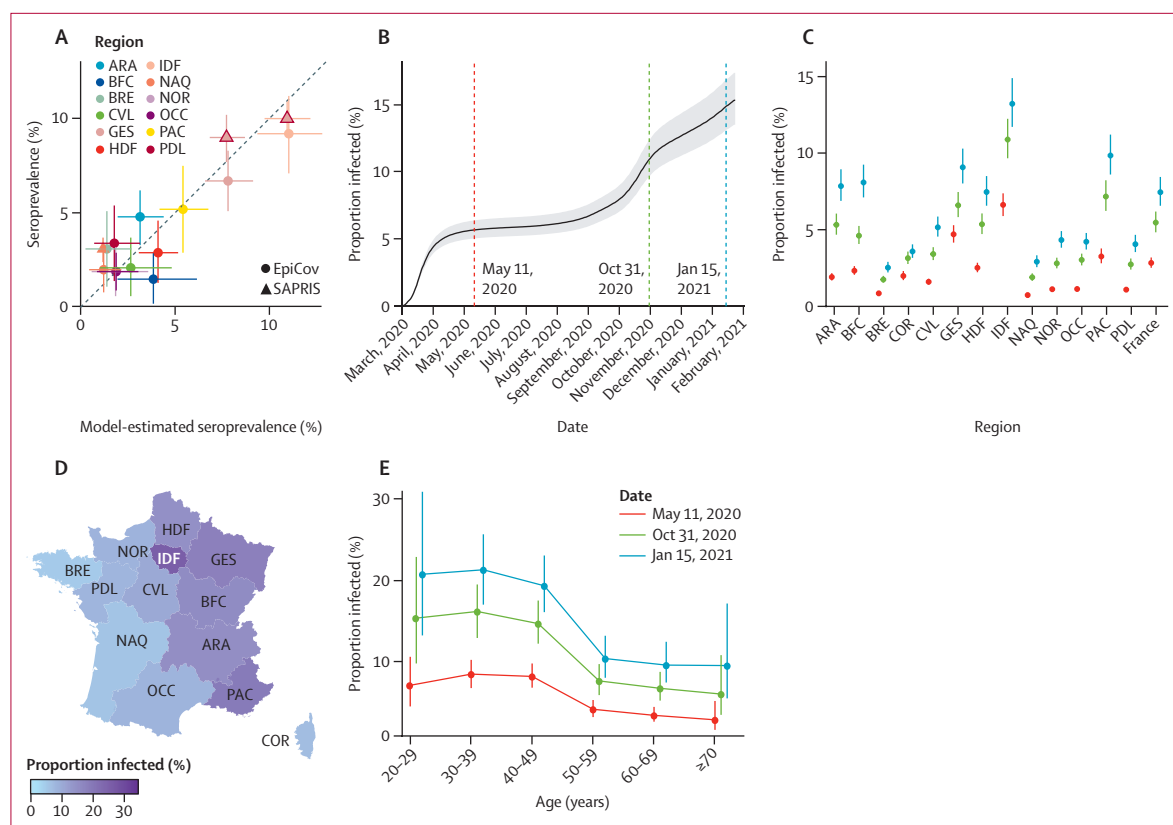 A
Region
ARA
IDF
BFC
NAQ
BRE
NOR
CVL
OCC
GES
PAC
HDF
PDL
EpiCov
SAPRIS
Seroprevalence (%)
10
5
0
0
5
10
Model-estimated seroprevalence (%)
B
Proportion infected (%)
15
10
5
0
May 11,
2020
Oct 31,
2020
Jan 15,
2021
March, 2020
April, 2020
May, 2020
June, 2020
July, 2020
August, 2020
September, 2020
October, 2020
November, 2020
December, 2020
January, 2021
February, 2021
Date
C
Proportion infected (%)
15
10
5
0
ARA
BFC
BRE
COR
CVL
GES
HDF
IDF
NAQ
NOR
OCC
PAC
PDL
France
Region
D
HDF
NOR
IDF
GES
BRE
PDL
CVL
BFC
NAQ
ARA
OCC
PAC
COR
Proportion infected (%)
0 10 20 30
E
Proportion infected (%)
30
20
10
0
Date
May 11, 2020
Oct 31, 2020
Jan 15, 2021
20–29
30–39
40–49
50–59
60–69
≥70
Age (years)